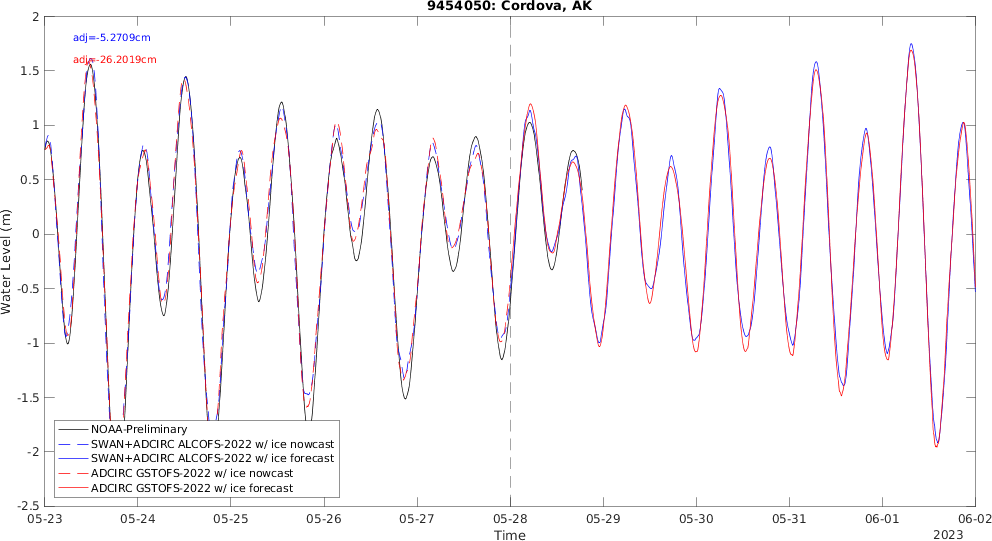 9454050: Cordova, AK
adj=-5.2709cm
adj=-26.2019cm
Water Level (m)
2
1.5
1
0.5
0
-0.5
-1
-1.5
-2
-2.5
NOAA-Preliminary
SWAN+ADCIRC ALCOFS-2022 w/ ice nowcast
SWAN+ADCIRC ALCOFS-2022 w/ ice forecast
ADCIRC GSTOFS-2022 w/ ice nowcast
ADCIRC GSTOFS-2022 w/ ice forecast
05-23 05-24 05-25 05-26 05-27 05-28 05-29 05-30 05-31 06-01 06-02
Time
2023